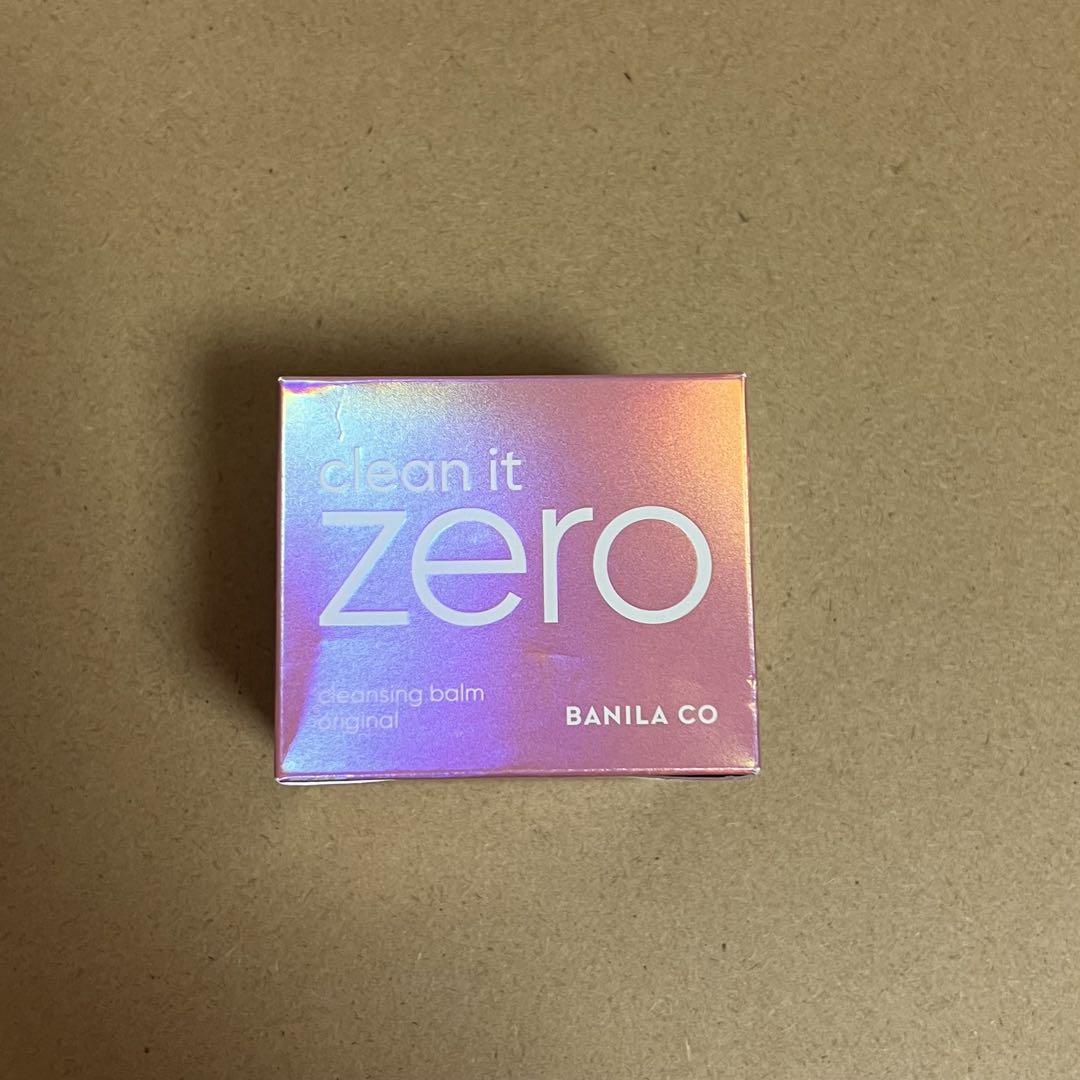 clean it
zero
cleansing balm
original
BANILA CO